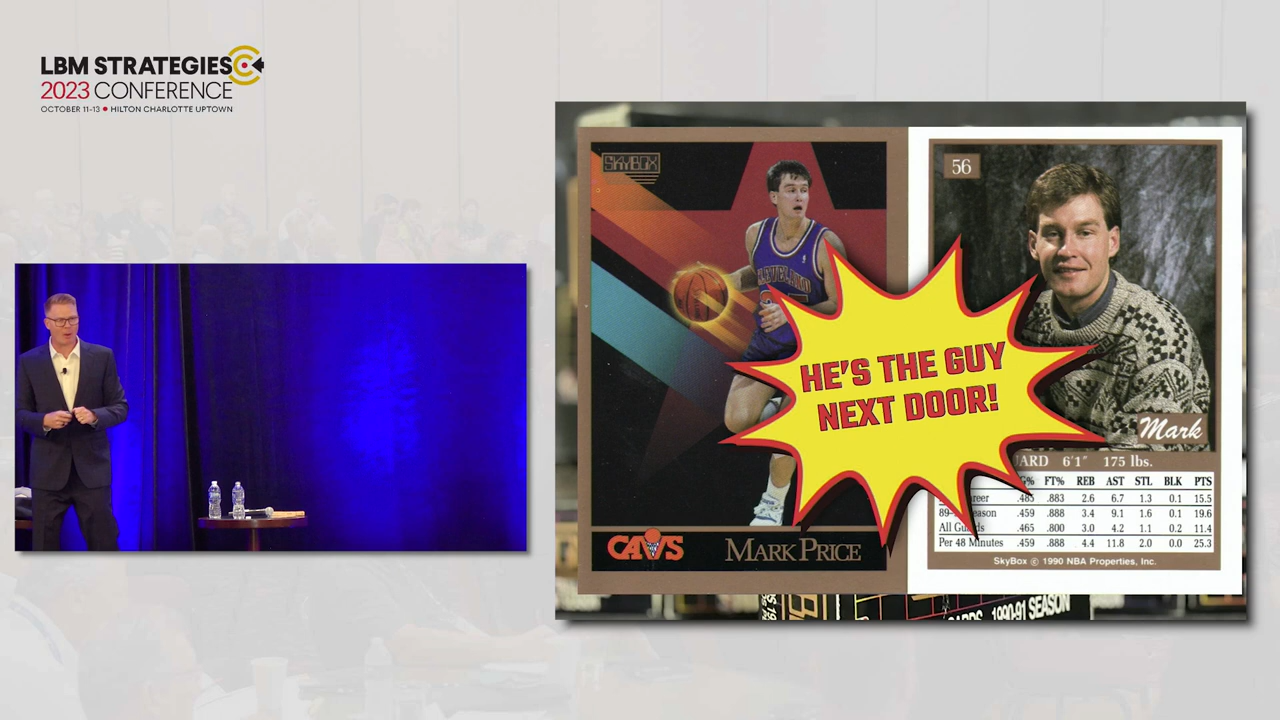 LBM STRATEGIES
2023 CONFERENCE
OCTOBER 11-13 • HILTON CHARLOTTE UPTOWN
SKYBOX
CLEVELAND
CAVS
MARK PRICE
56
HE'S THE GUY
NEXT DOOR!
Mark
6'1" 175 lbs.
FT% REB AST STL BLK PTS
.485 .883 2.6 6.7 1.3 0.1 15.5
.459 .888 3.4 9.1 1.6 0.1 19.6
.465 .800 3.0 4.2 1.1 0.2 11.4
Per 48 Minutes .459 .888 4.4 11.8 2.0 0.0 25.3
SkyBox © 1990 NBA Properties, Inc.
1990-91 SEASON